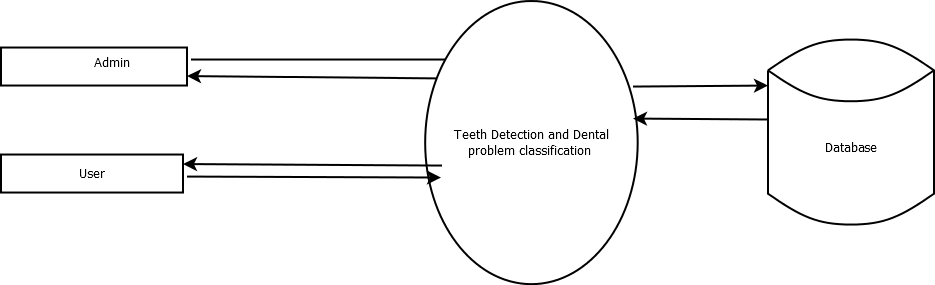 Admin
Teeth Detection and Dental
problem classification
Database
User